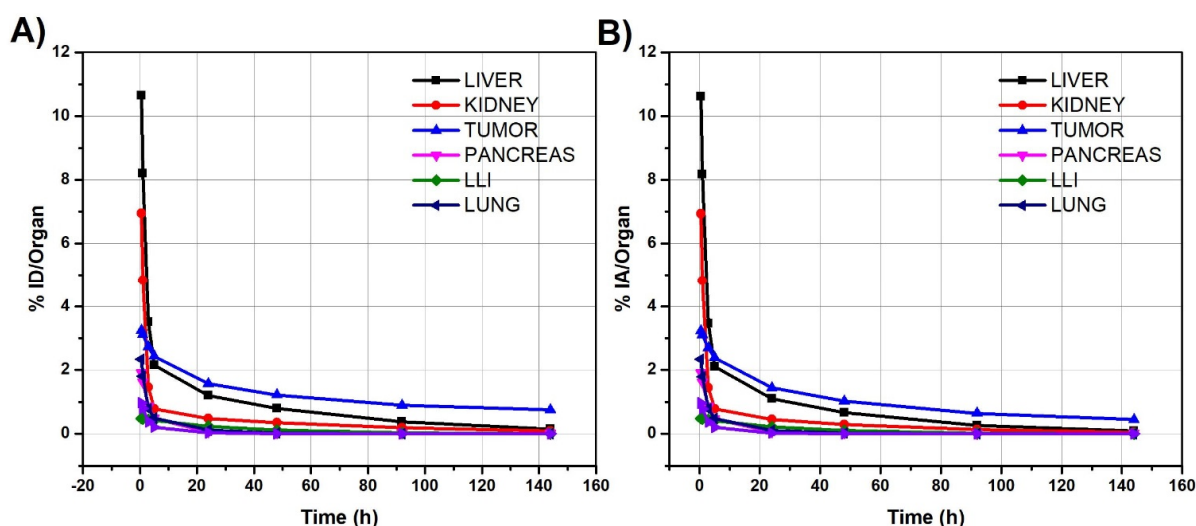 A)
% ID/Organ
12
10
8
6
4
2
0
LIVER
KIDNEY
TUMOR
PANCREAS
LLI
LUNG
-20 0 20 40 60 80 100 120 140 160
Time (h)
B)
% IA/Organ
12
10
8
6
4
2
0
LIVER
KIDNEY
TUMOR
PANCREAS
LLI
LUNG
0 20 40 60 80 100 120 140 160
Time (h)